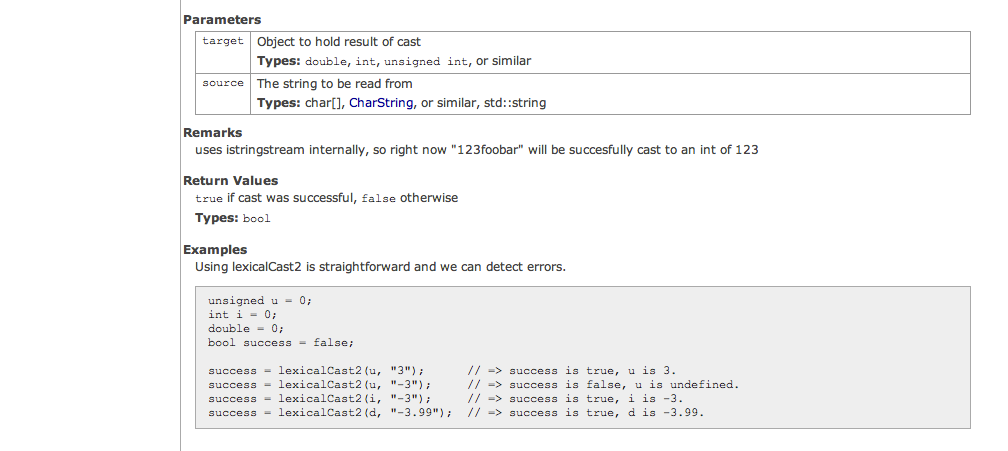 Parameters
target Object to hold result of cast
Types: double, int, unsigned int, or similar
source The string to be read from
Types: char[], CharString, or similar, std::string
Remarks
uses istringstream internally, so right now "123foobar" will be succesfully cast to an int of 123
Return Values
true if cast was successful, false otherwise
Types: bool
Examples
Using lexicalCast2 is straightforward and we can detect errors.
unsigned u = 0;
int i = 0;
double = 0;
bool success = false;
success = lexicalCast2(u, "3"); // => success is true, u is 3.
success = lexicalCast2(u, "-3"); // => success is false, u is undefined.
success = lexicalCast2(i, "-3"); // => success is true, i is -3.
success = lexicalCast2(d, "-3.99"); // => success is true, d is -3.99.